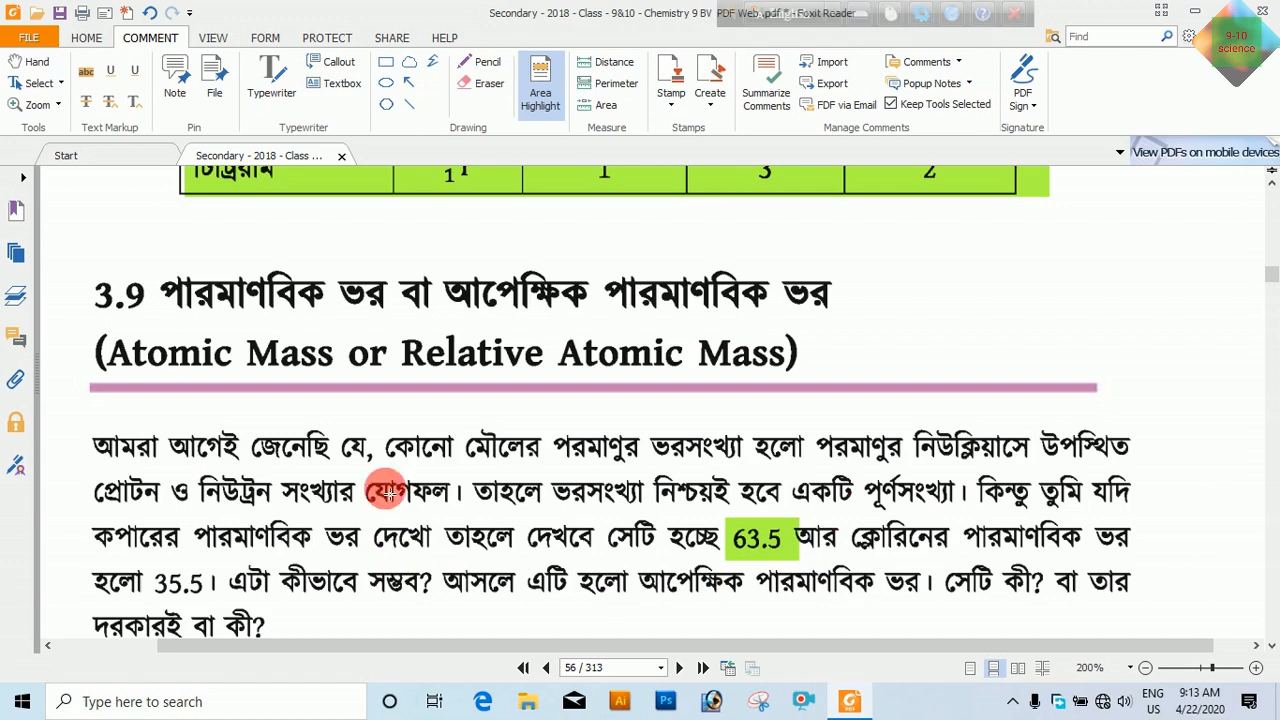 Secondary - 2018 - Class - 9&10 - Chemistry 9 BV PDF Web.pdf * - Foxit Reader
9-10
science
FILE HOME COMMENT VIEW FORM PROTECT SHARE HELP
Find
Hand
Select
Zoom
Tools
abc U U
T T T
Text Markup
Note
File
Pin
Typewriter
Callout
Textbox
Typewriter
Pencil
Eraser
Drawing
Area Highlight
Distance
Perimeter
Area
Measure
Stamp
Create
Stamps
Summarize Comments
Import
Export
FDF via Email
Comments
Popup Notes
Keep Tools Selected
Manage Comments
PDF Sign
Signature
Start
Secondary - 2018 - Class ...
View PDFs on mobile devices
ট্রিটিয়াম 1 3 2
3.9 পারমাণবিক ভর বা আপেক্ষিক পারমাণবিক ভর
(Atomic Mass or Relative Atomic Mass)
আমরা আগেই জেনেছি যে, কোনো মৌলের পরমাণুর ভরসংখ্যা হলো পরমাণুর নিউক্লিয়াসে উপস্থিত
প্রোটন ও নিউট্রন সংখ্যার যোগফল। তাহলে ভরসংখ্যা নিশ্চয়ই হবে একটি পূর্ণসংখ্যা। কিন্তু তুমি যদি
কপারের পারমাণবিক ভর দেখো তাহলে দেখবে সেটি হচ্ছে 63.5 আর ক্লোরিনের পারমাণবিক ভর
হলো 35.5। এটা কীভাবে সম্ভব? আসলে এটি হলো আপেক্ষিক পারমাণবিক ভর। সেটি কী? বা তার
দরকারই বা কী?
56 / 313
200%
Type here to search
Ai
Ps
ENG
US
9:13 AM
4/22/2020